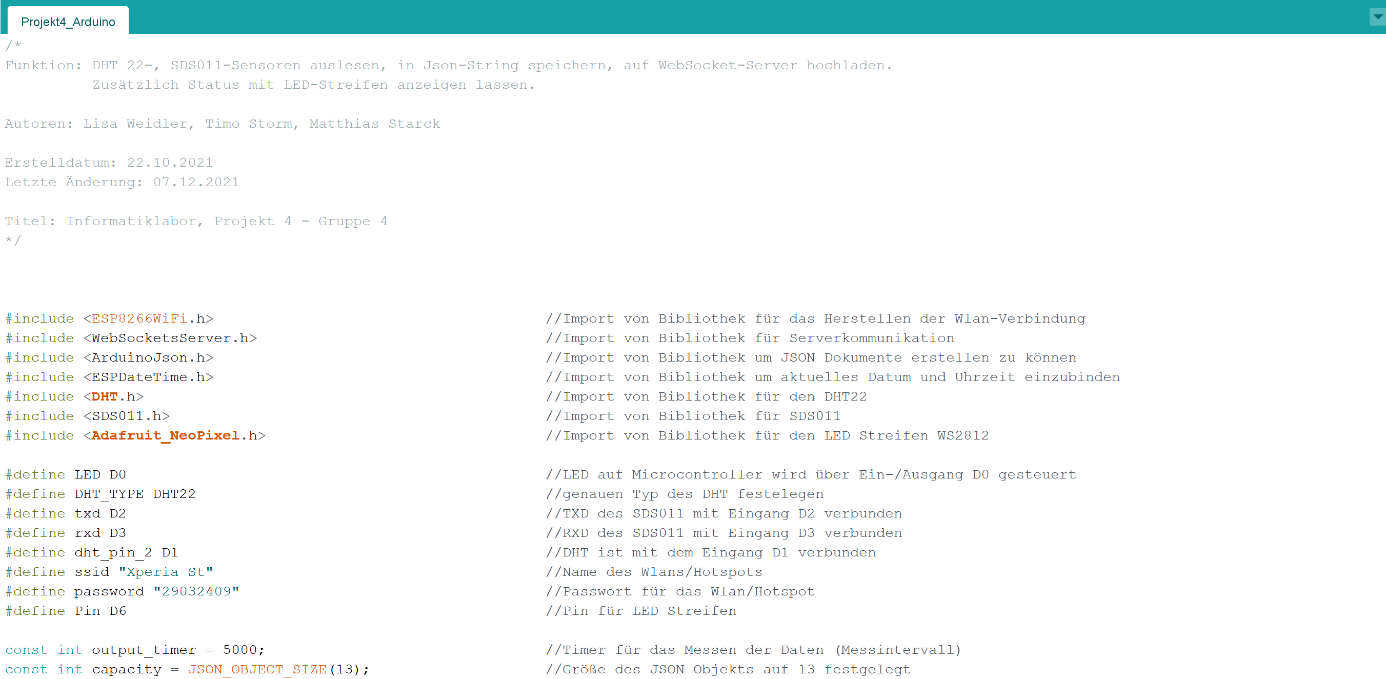 Projekt4_Arduino
/*
Funktion: DHT 22-, SDS011-Sensoren auslesen, in Json-String speichern, auf WebSocket-Server hochladen.
Zusätzlich Status mit LED-Streifen anzeigen lassen.
Autoren: Lisa Weidler, Timo Storm, Matthias Starck
Erstelldatum: 22.10.2021
Letzte Änderung: 07.12.2021
Titel: Informatiklabor, Projekt 4 - Gruppe 4
*/
#include <ESP8266WiFi.h> //Import von Bibliothek für das Herstellen der Wlan-Verbindung
#include <WebSocketsServer.h> //Import von Bibliothek für Serverkommunikation
#include <ArduinoJson.h> //Import von Bibliothek um JSON Dokumente erstellen zu können
#include <ESPDateTime.h> //Import von Bibliothek um aktuelles Datum und Uhrzeit einzubinden
#include <DHT.h> //Import von Bibliothek für den DHT22
#include <SDS011.h> //Import von Bibliothek für SDS011
#include <Adafruit_NeoPixel.h> //Import von Bibliothek für den LED Streifen WS2812
#define LED D0 //LED auf Microcontroller wird über Ein-/Ausgang D0 gesteuert
#define DHT_TYPE DHT22 //genauen Typ des DHT festelegen
#define txd D2 //TXD des SDS011 mit Eingang D2 verbunden
#define rxd D3 //RXD des SDS011 mit Eingang D3 verbunden
#define dht_pin_2 D1 //DHT ist mit dem Eingang D1 verbunden
#define ssid "Xperia St" //Name des Wlans/Hotspots
#define password "29032409" //Passwort für das Wlan/Hotspot
#define Pin D6 //Pin für LED Streifen
const int output_timer = 5000; //Timer für das Messen der Daten (Messintervall)
const int capacity = JSON_OBJECT_SIZE(13); //Größe des JSON Objekts auf 13 festgelegt